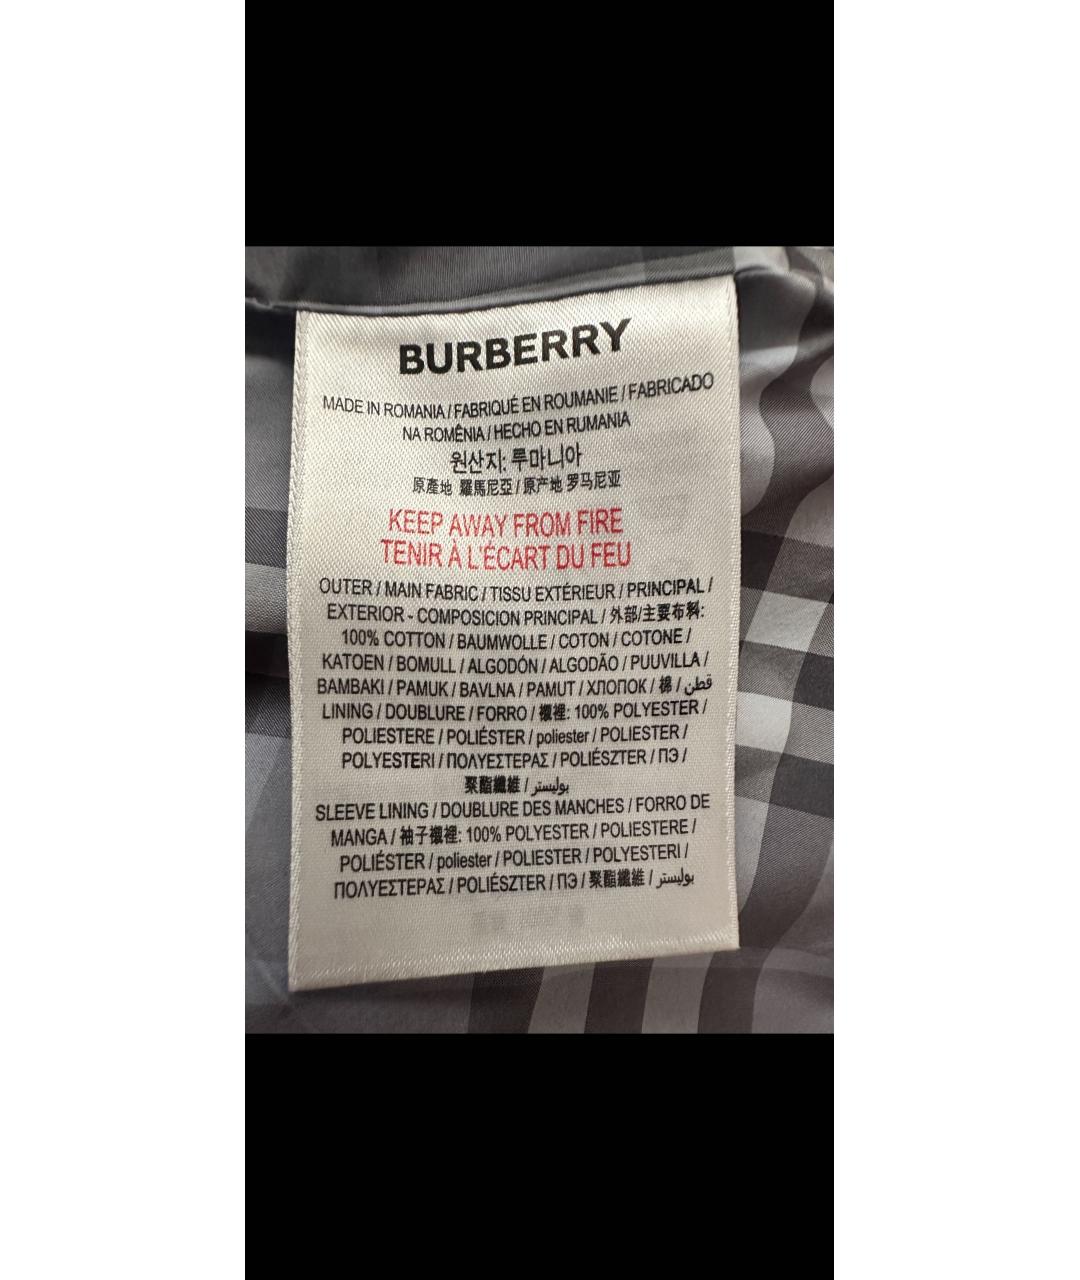 BURBERRY
MADE IN ROMANIA / FABRIQUÉ EN ROUMANIE / FABRICADO
NA ROMÊNIA / HECHO EN RUMANIA
원산지: 루마니아
原產地 羅馬尼亞 / 原产地 罗马尼亚
KEEP AWAY FROM FIRE
TENIR À L'ÉCART DU FEU
OUTER / MAIN FABRIC / TISSU EXTÉRIEUR / PRINCIPAL /
EXTERIOR - COMPOSICION PRINCIPAL / 外部/主要布料:
100% COTTON / BAUMWOLLE / COTON / COTONE /
KATOEN / BOMULL / ALGODÓN / ALGODÃO / PUUVILLA /
BAMBAKI / PAMUK / BAVLNA / PAMUT / ХЛОПОК / 棉 / قطن
LINING / DOUBLURE / FORRO / 襯裡: 100% POLYESTER /
POLIESTERE / POLIÉSTER / poliester / POLIESTER /
POLYESTERI / ΠΟΛΥΕΣΤΕΡΑΣ / POLIÉSZTER / ПЭ /
聚酯纖維 / بوليستر
SLEEVE LINING / DOUBLURE DES MANCHES / FORRO DE
MANGA / 袖子襯裡: 100% POLYESTER / POLIESTERE /
POLIÉSTER / poliester / POLIESTER / POLYESTERI /
ΠΟΛΥΕΣΤΕΡΑΣ / POLIÉSZTER / ПЭ / 聚酯纖維 / بوليستر